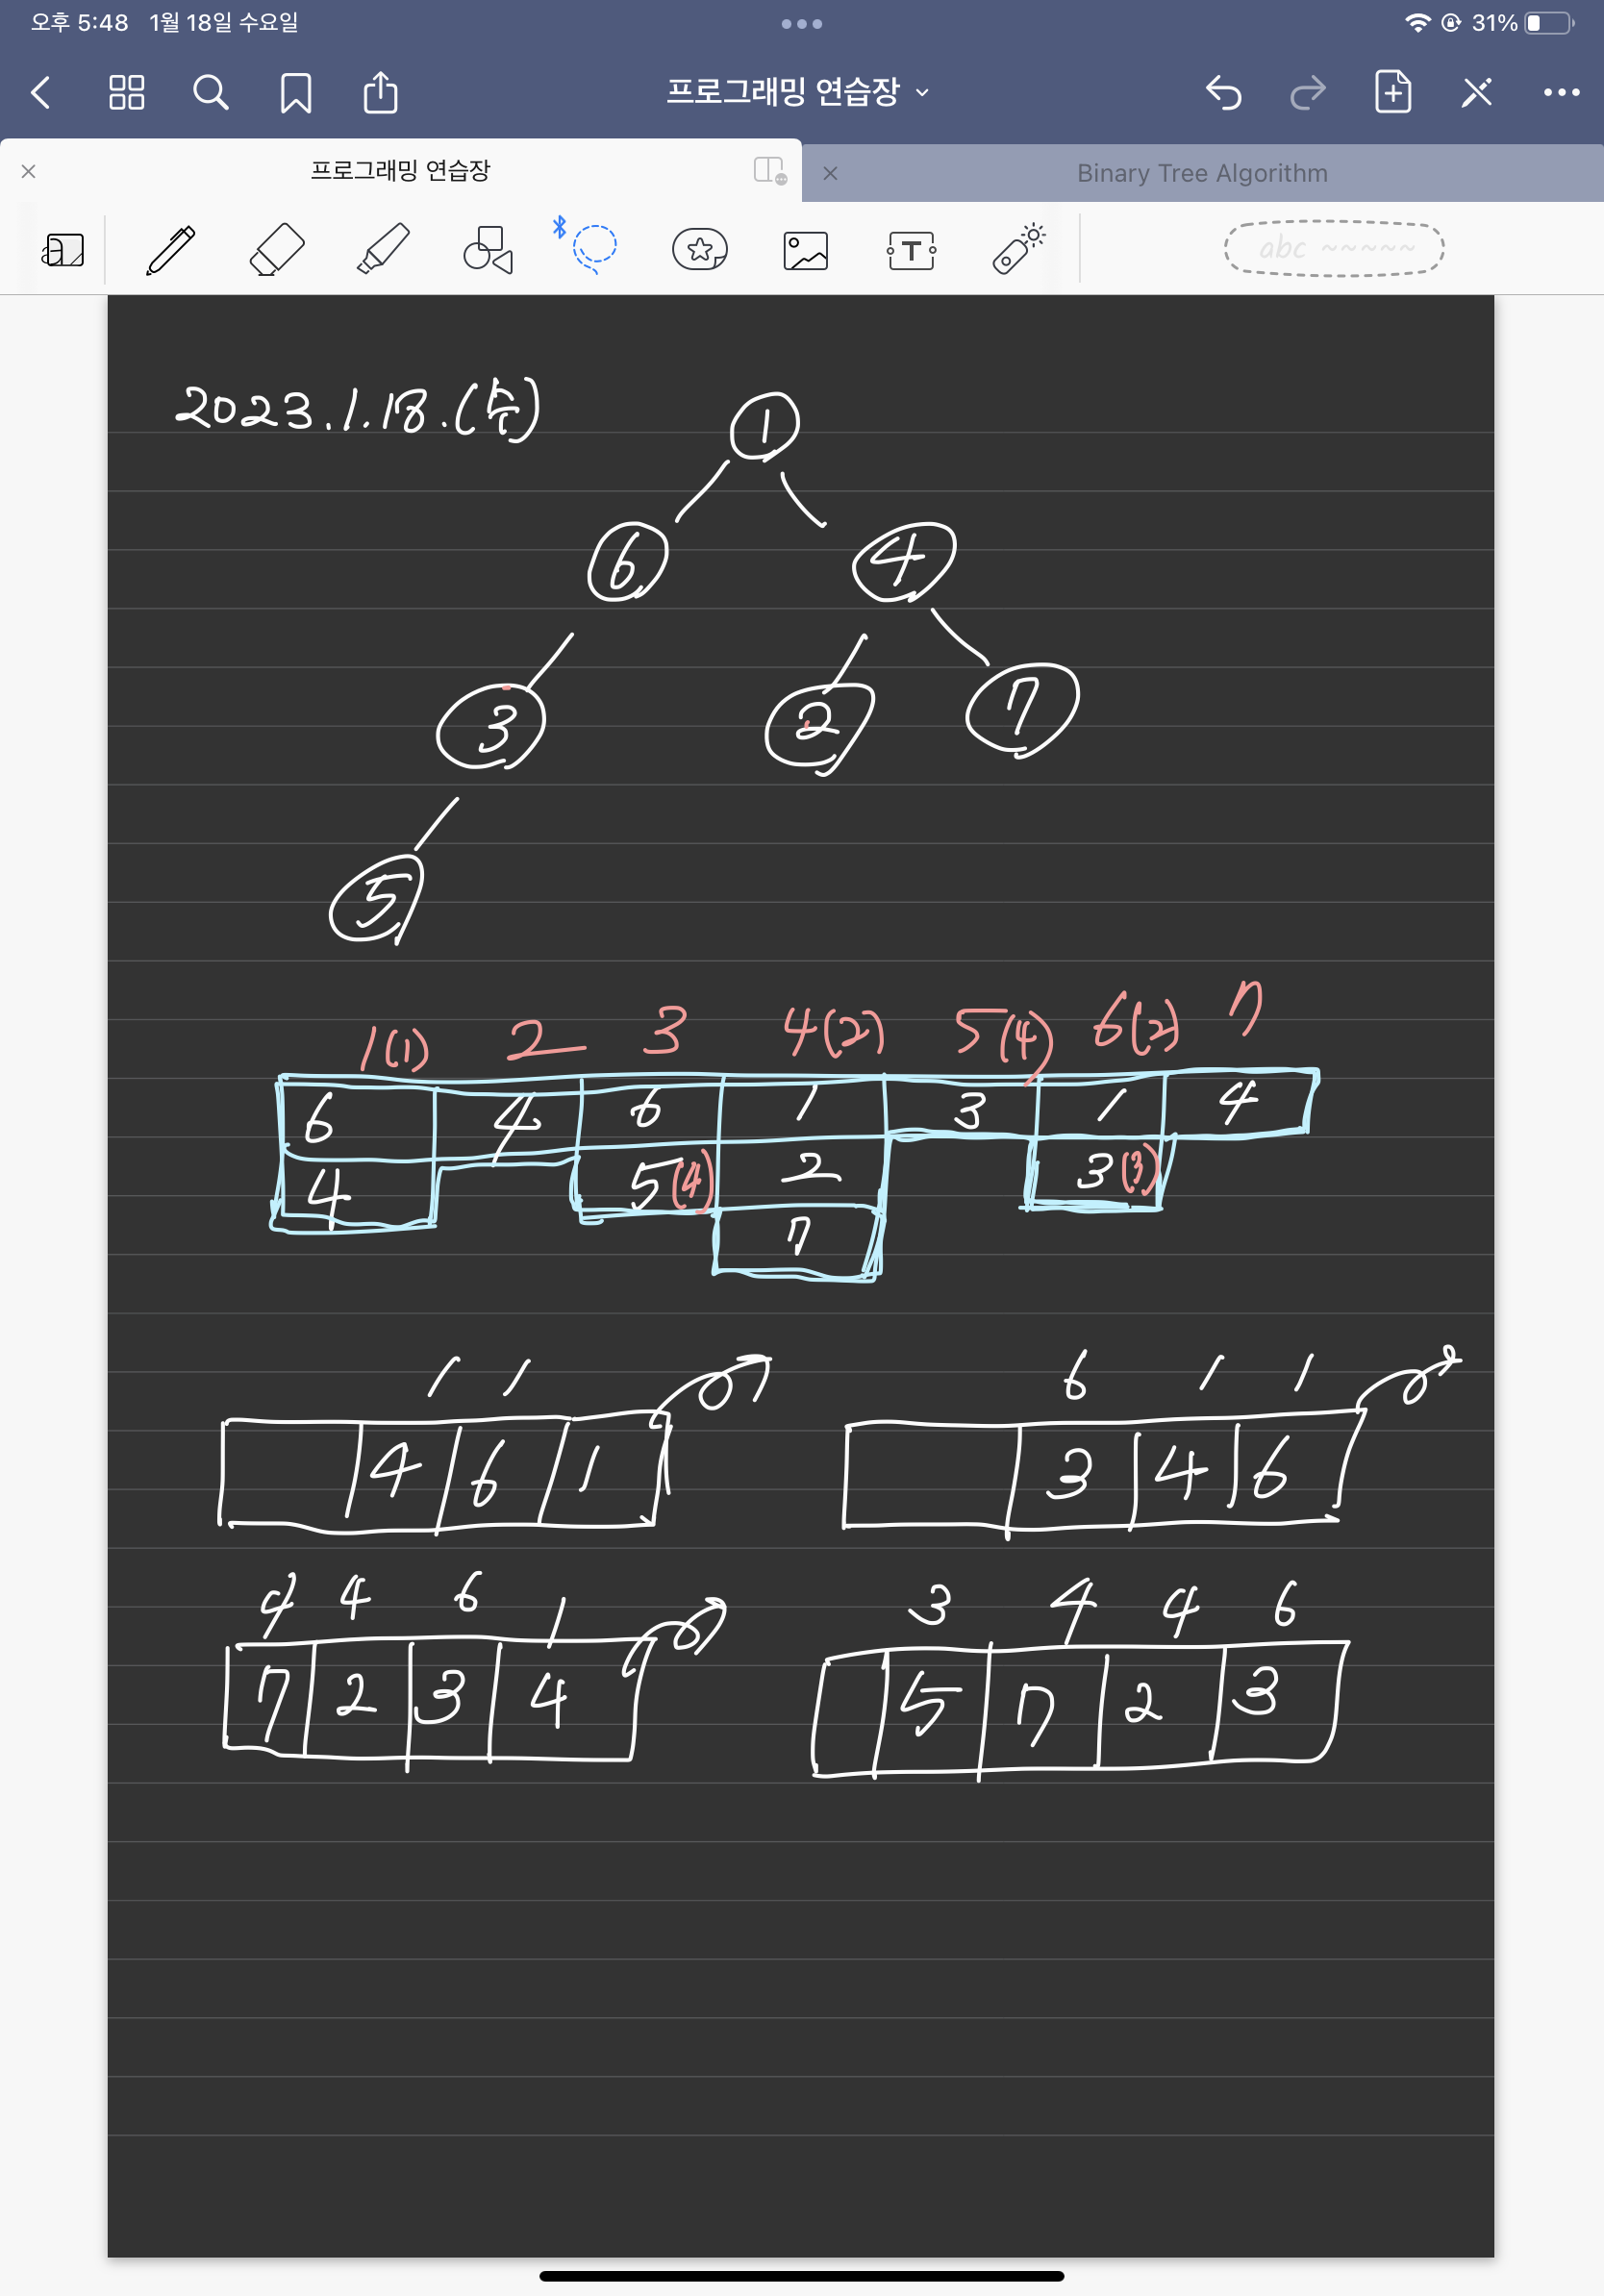 오후 5:48 1월 18일 수요일
31%
프로그래밍 연습장
프로그래밍 연습장
Binary Tree Algorithm
T
abc ~~~~~
2023.1.18.(수)
1
6 4
3 2 7
5
1(1) 2 3 4(2) 5(4) 6(2) 7
6 4 6 1 3 1 4
4 5(4) 2 3(3)
7
1 1
4 6 1
6 1 1
3 4 6
4 4 6 1
7 2 3 4
3 4 4 6
5 7 2 3